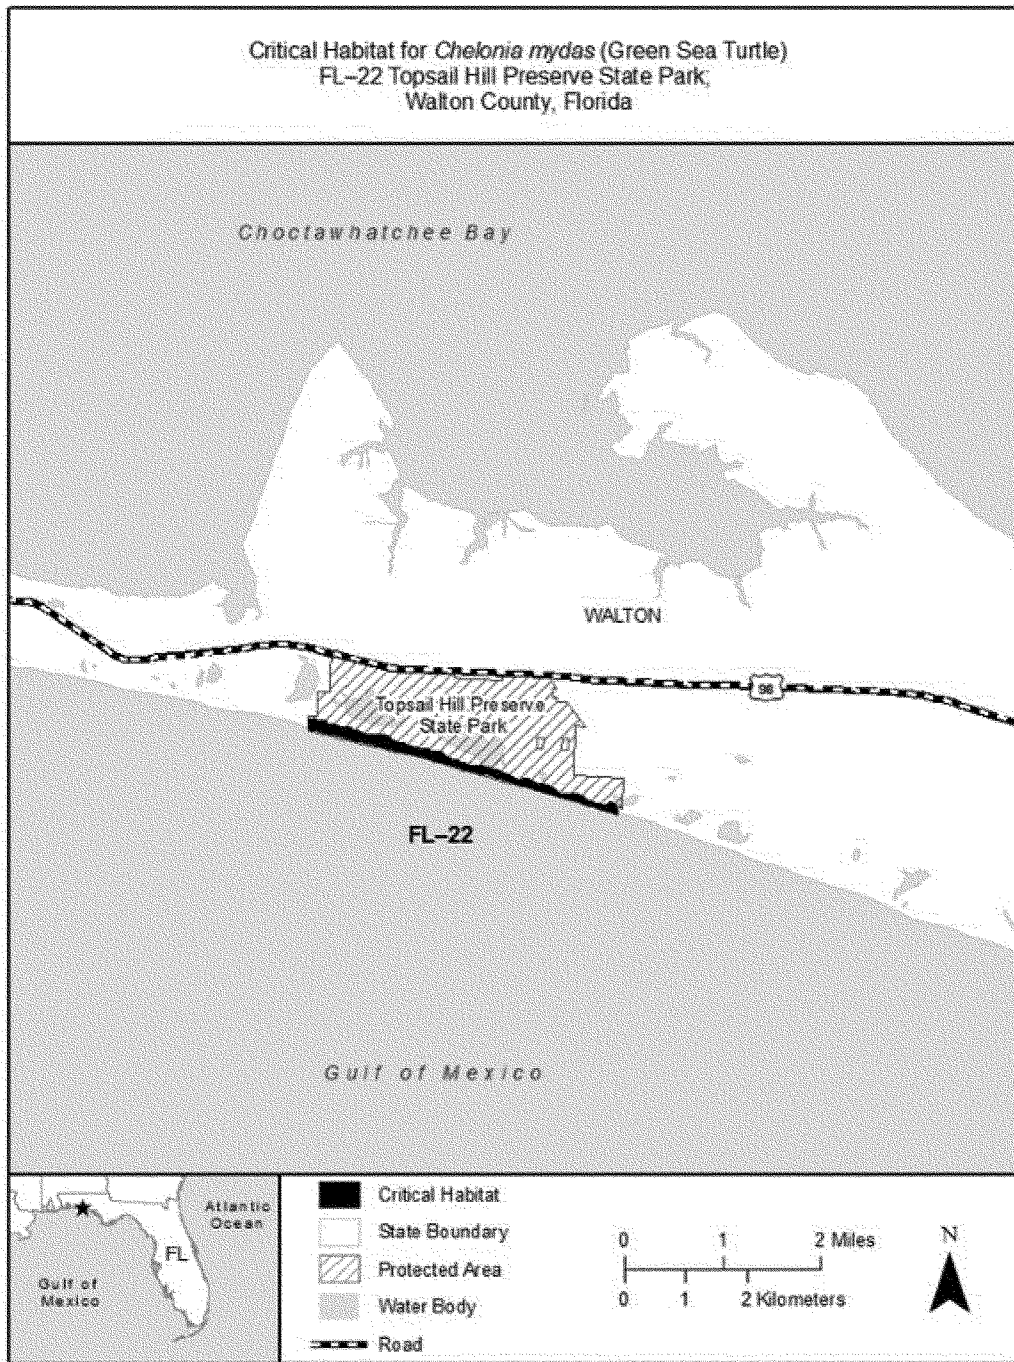 Critical Habitat for Chelonia mydas (Green Sea Turtle)
FL–22 Topsail Hill Preserve State Park,
Walton County, Florida
Choctawhatchee Bay
WALTON
98
Topsail Hill Preserve
State Park
FL–22
Gulf of Mexico
Atlantic
Ocean
FL
Gulf of
Mexico
Critical Habitat
State Boundary
Protected Area
Water Body
Road
0 1 2 Miles
0 1 2 Kilometers
N